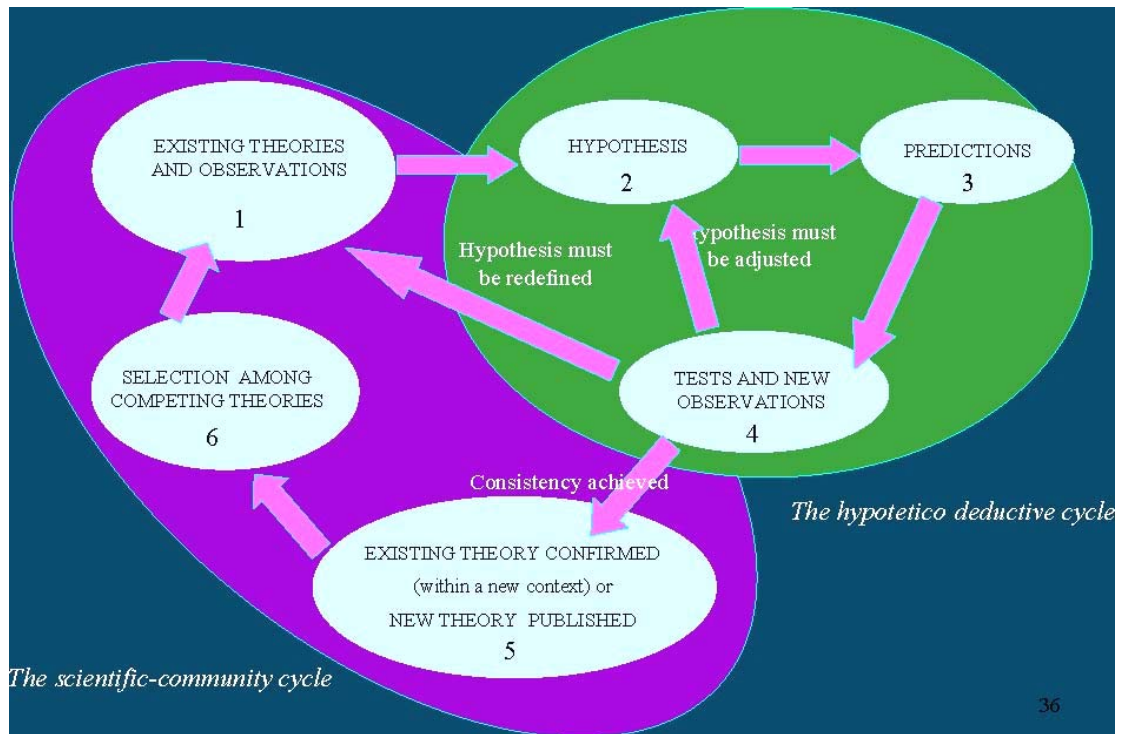 EXISTING THEORIES
AND OBSERVATIONS
1
HYPOTHESIS
2
PREDICTIONS
3
Hypothesis must
be redefined
ypothesis must
be adjusted
TESTS AND NEW
OBSERVATIONS
4
SELECTION AMONG
COMPETING THEORIES
6
Consistency achieved
EXISTING THEORY CONFIRMED
(within a new context) or
NEW THEORY PUBLISHED
5
The hypotetico deductive cycle
The scientific-community cycle
36